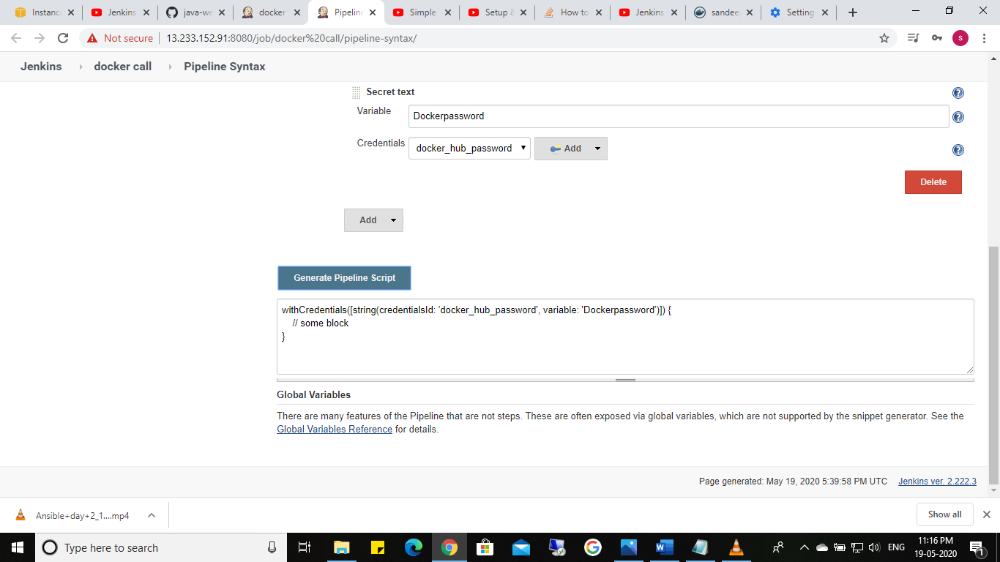 Instanc
Jenkins
java-we
docker
Pipeline
Simple
Setup &
How to
Jenkins
sandee
Setting
Not secure
13.233.152.91:8080/job/docker%20call/pipeline-syntax/
s
Jenkins
docker call
Pipeline Syntax
Secret text
Variable
Dockerpassword
Credentials
docker_hub_password
Add
Delete
Add
Generate Pipeline Script
withCredentials([string(credentialsId: 'docker_hub_password', variable: 'Dockerpassword')]) {
// some block
}
Global Variables
There are many features of the Pipeline that are not steps. These are often exposed via global variables, which are not supported by the snippet generator. See the
Global Variables Reference for details.
Page generated: May 19, 2020 5:39:58 PM UTC
Jenkins ver. 2.222.3
Ansible+day+2_1....mp4
Show all
Type here to search
ENG
11:16 PM
19-05-2020
1